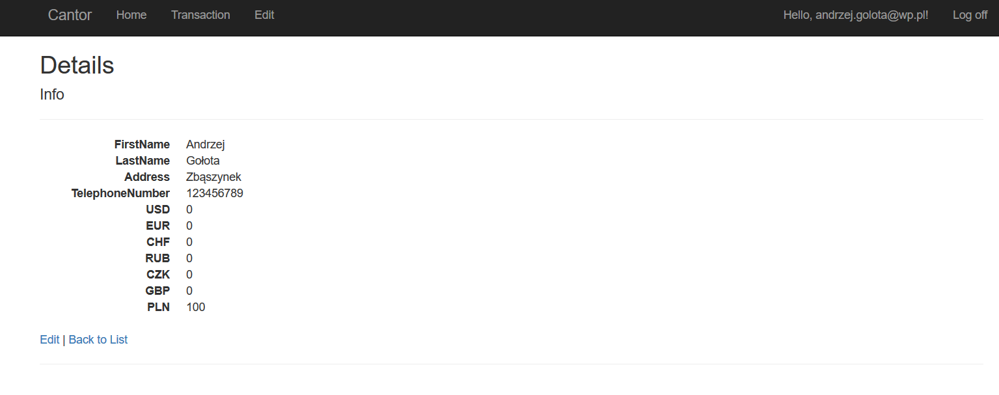 Cantor Home Transaction Edit Hello, andrzej.golota@wp.pl! Log off
Details
Info
FirstName Andrzej
LastName Gołota
Address Zbąszynek
TelephoneNumber 123456789
USD 0
EUR 0
CHF 0
RUB 0
CZK 0
GBP 0
PLN 100
Edit | Back to List